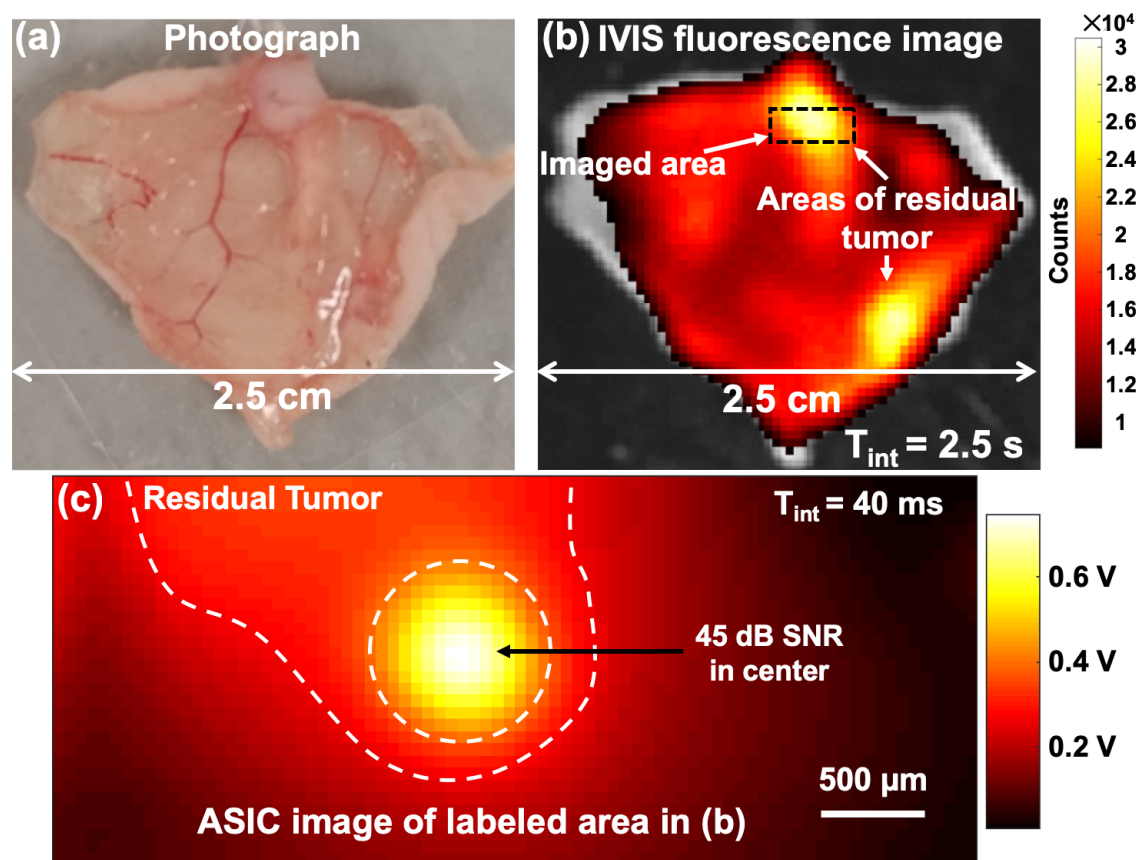 (a) Photograph
2.5 cm
(b) IVIS fluorescence image
Imaged area
Areas of residual
tumor
2.5 cm
T_int = 2.5 s
×10⁴
3
2.8
2.6
2.4
2.2
2
1.8
1.6
1.4
1.2
1
Counts
(c) Residual Tumor
T_int = 40 ms
45 dB SNR
in center
500 µm
ASIC image of labeled area in (b)
0.6 V
0.4 V
0.2 V